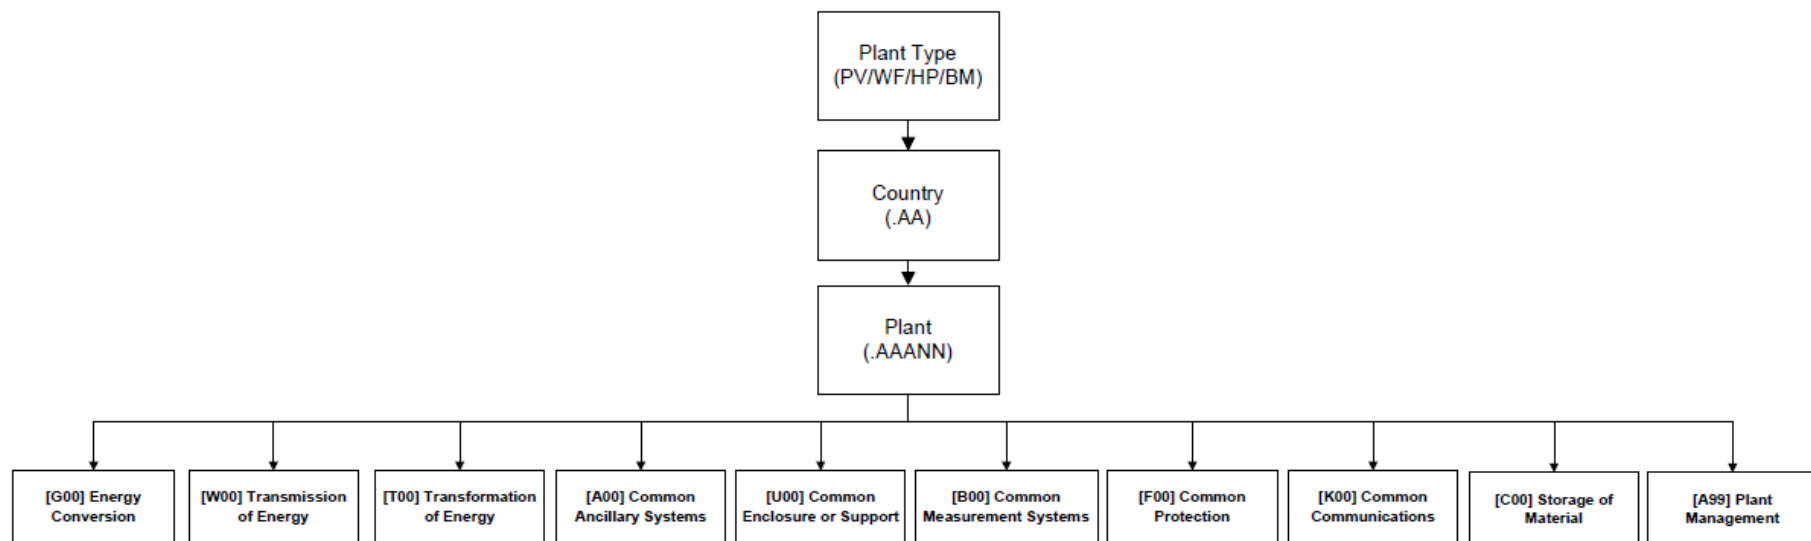 Plant Type
(PV/WF/HP/BM)
Country
(.AA)
Plant
(.AAANN)
[G00] Energy
Conversion
[W00] Transmission
of Energy
[T00] Transformation
of Energy
[A00] Common
Ancillary Systems
[U00] Common
Enclosure or Support
[B00] Common
Measurement Systems
[F00] Common
Protection
[K00] Common
Communications
[C00] Storage of
Material
[A99] Plant
Management